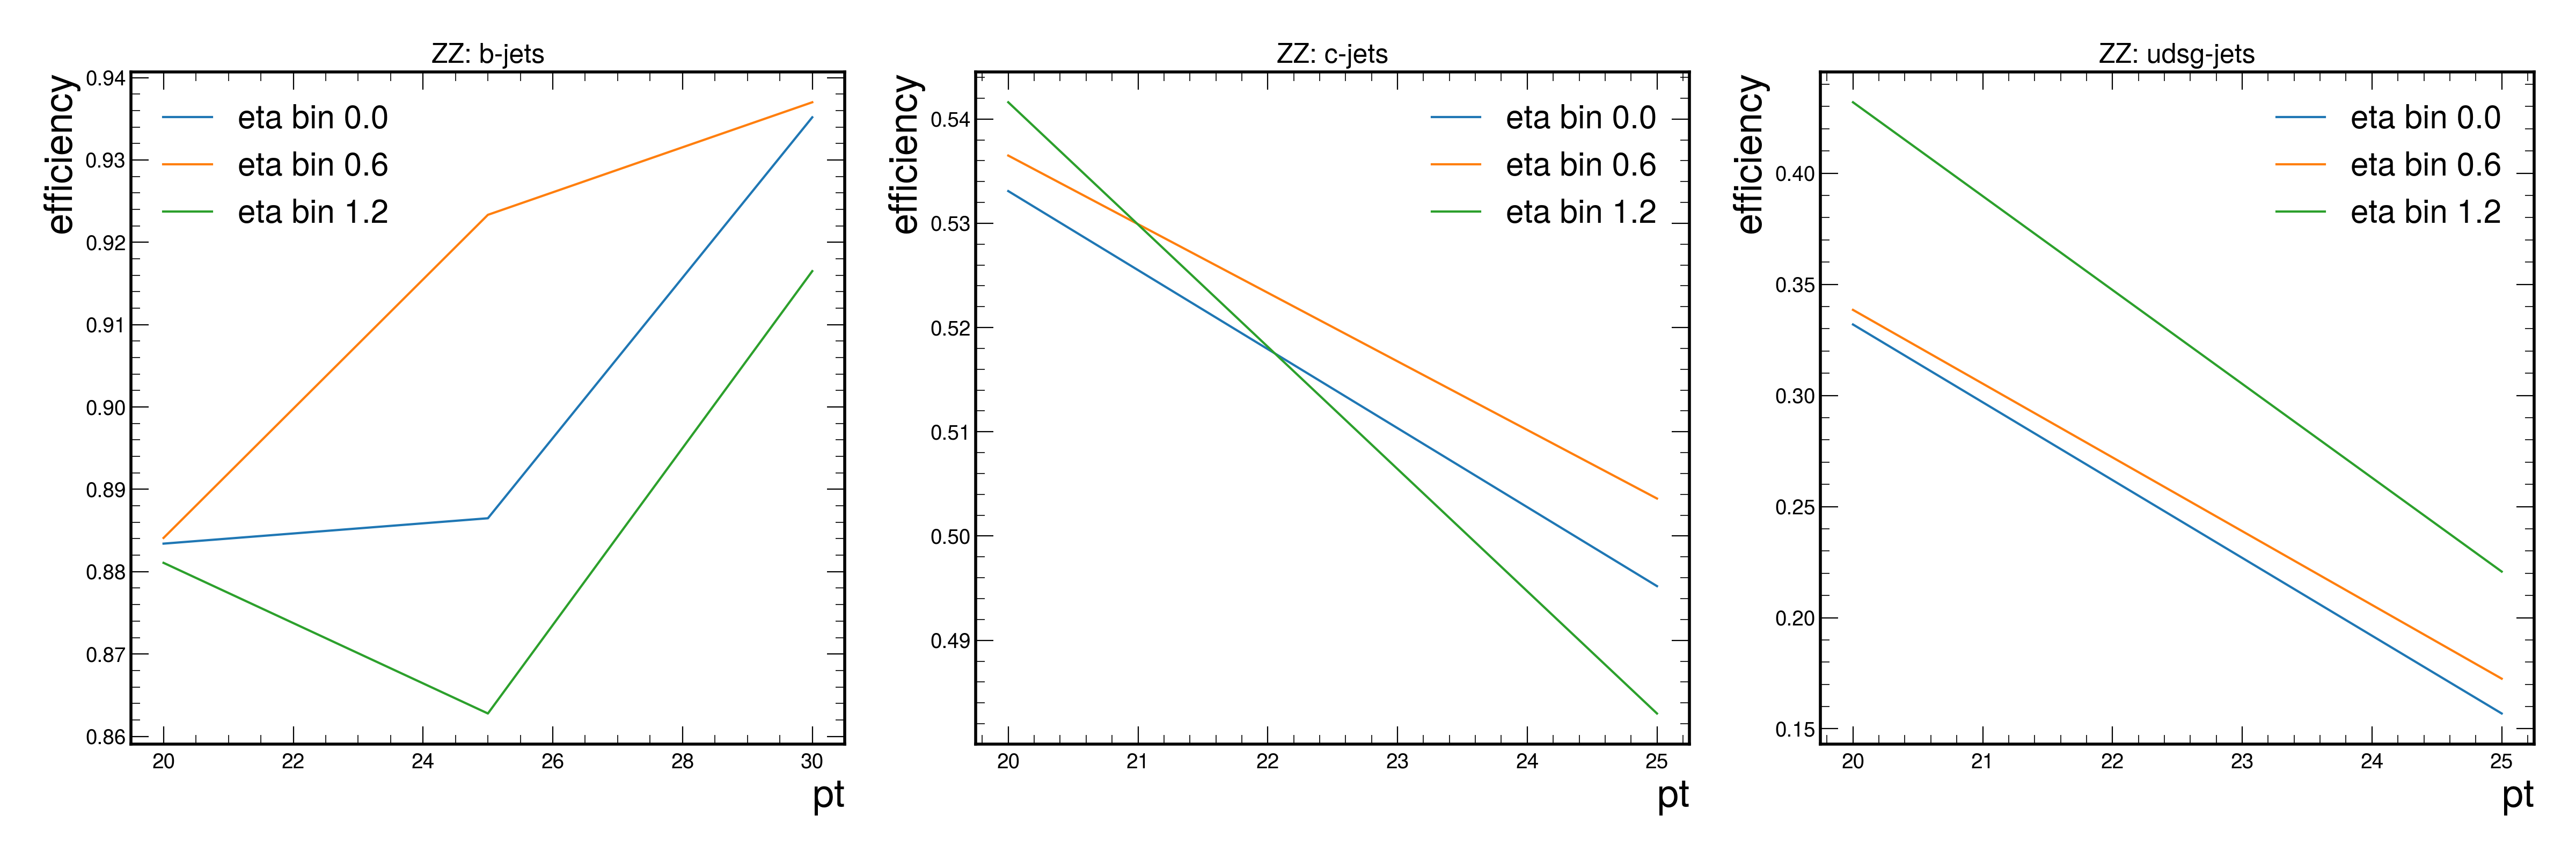 ZZ: b-jets
efficiency
0.94
0.93
0.92
0.91
0.90
0.89
0.88
0.87
0.86
eta bin 0.0
eta bin 0.6
eta bin 1.2
20 22 24 26 28 30
pt
ZZ: c-jets
efficiency
0.54
0.53
0.52
0.51
0.50
0.49
eta bin 0.0
eta bin 0.6
eta bin 1.2
20 21 22 23 24 25
pt
ZZ: udsg-jets
efficiency
0.40
0.35
0.30
0.25
0.20
0.15
eta bin 0.0
eta bin 0.6
eta bin 1.2
20 21 22 23 24 25
pt